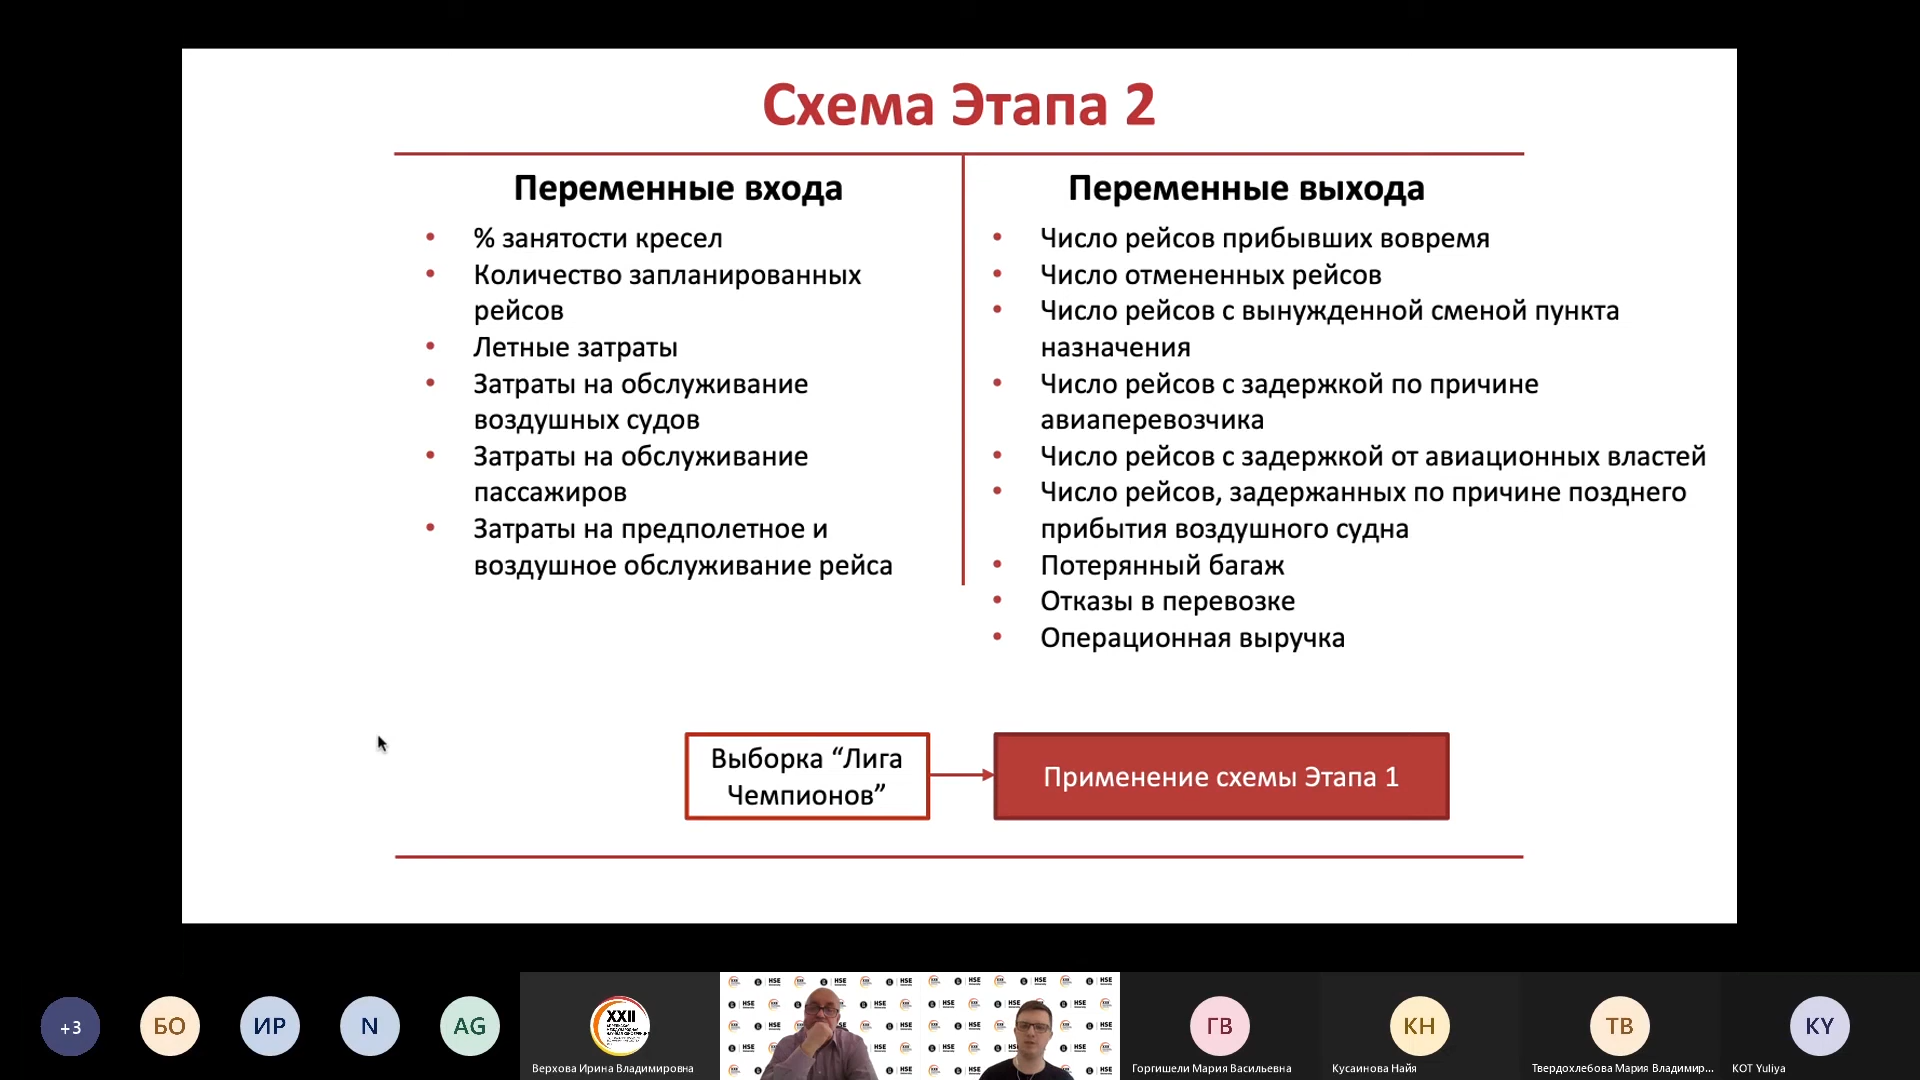 Схема Этапа 2
Переменные входа
• % занятости кресел
• Количество запланированных
рейсов
• Летные затраты
• Затраты на обслуживание
воздушных судов
• Затраты на обслуживание
пассажиров
• Затраты на предполетное и
воздушное обслуживание рейса
Переменные выхода
• Число рейсов прибывших вовремя
• Число отмененных рейсов
• Число рейсов с вынужденной сменой пункта
назначения
• Число рейсов с задержкой по причине
авиаперевозчика
• Число рейсов с задержкой от авиационных властей
• Число рейсов, задержанных по причине позднего
прибытия воздушного судна
• Потерянный багаж
• Отказы в перевозке
• Операционная выручка
Выборка “Лига
Чемпионов”
Применение схемы Этапа 1
+3
БО
ИР
N
AG
XXII
Верхова Ирина Владимировна
HSE
ГВ
Горгишели Мария Васильевна
КН
Кусаинова Найя
ТВ
Твердохлебова Мария Владимир...
KY
KOT Yuliya